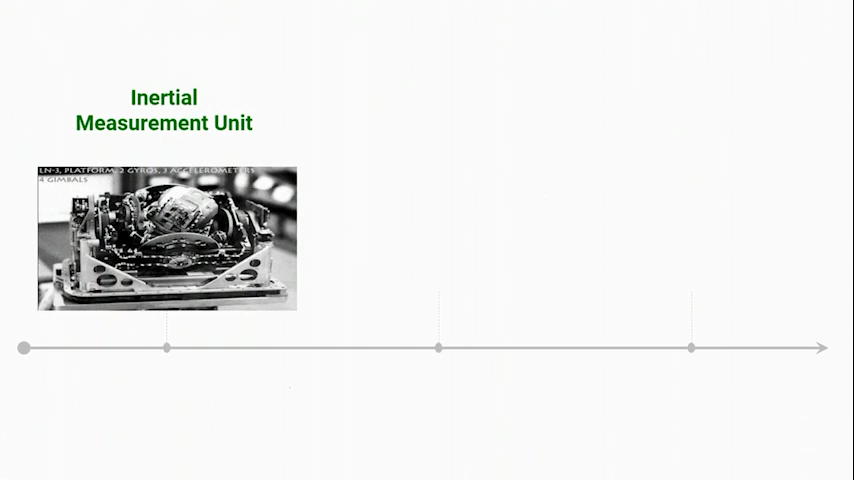 Inertial
Measurement Unit
LN-3, PLATFORM, 2 GYROS, 3 ACCELEROMETERS
4 GIMBALS